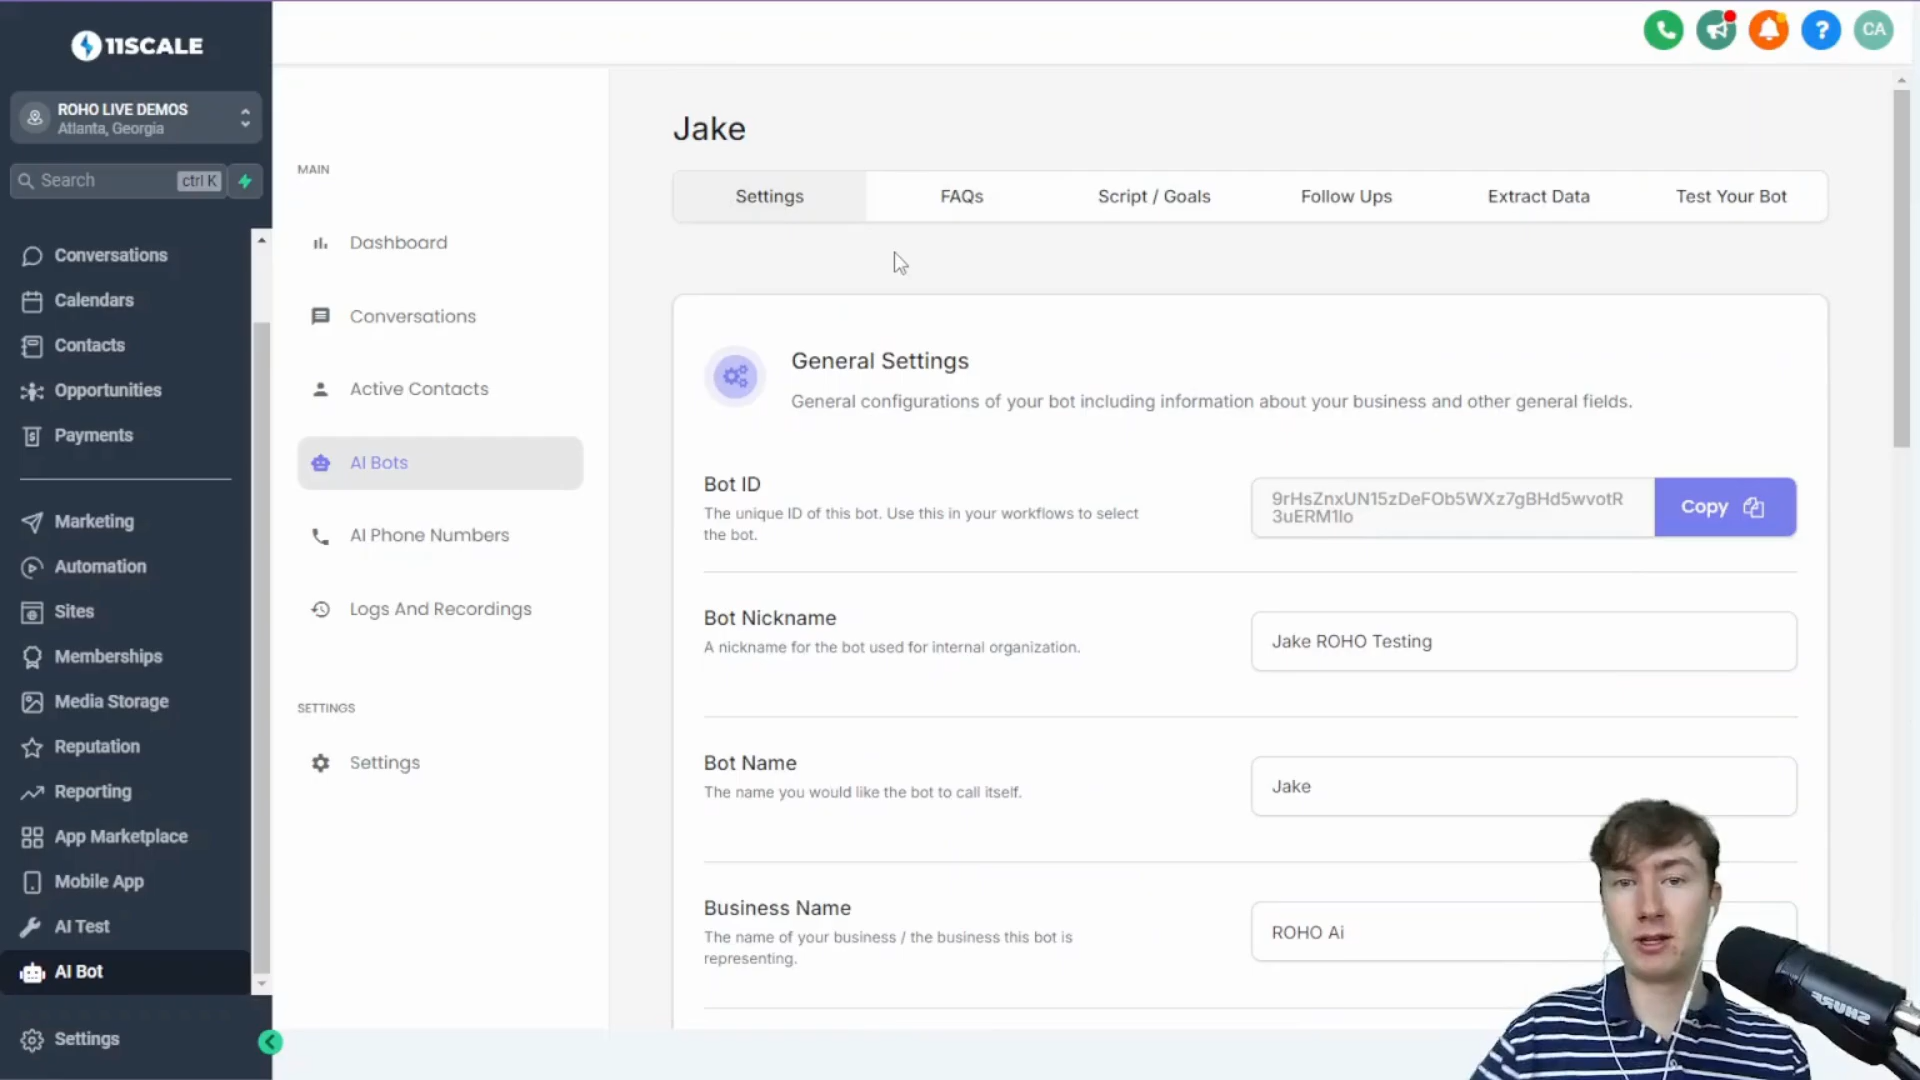 11SCALE
ROHO LIVE DEMOS
Atlanta, Georgia
Search ctrl K
Conversations
Calendars
Contacts
Opportunities
Payments
Marketing
Automation
Sites
Memberships
Media Storage
Reputation
Reporting
App Marketplace
Mobile App
AI Test
AI Bot
Settings
MAIN
Dashboard
Conversations
Active Contacts
AI Bots
AI Phone Numbers
Logs And Recordings
SETTINGS
Settings
CA
Jake
Settings FAQs Script / Goals Follow Ups Extract Data Test Your Bot
General Settings
General configurations of your bot including information about your business and other general fields.
Bot ID
The unique ID of this bot. Use this in your workflows to select
the bot.
9rHsZnxUN15zDeFOb5WXz7gBHd5wvotR
3uERM1lo
Copy
Bot Nickname
A nickname for the bot used for internal organization.
Jake ROHO Testing
Bot Name
The name you would like the bot to call itself.
Jake
Business Name
The name of your business / the business this bot is
representing.
ROHO Ai
SHURE